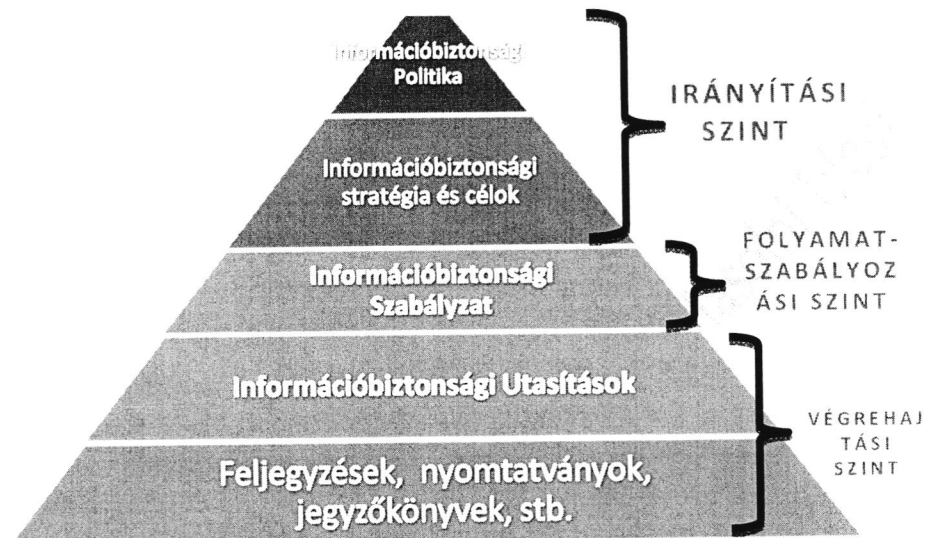 Információbiztonság
Politika
Információbiztonsági
stratégia és célok
Információbiztonsági
Szabályzat
Információbiztonsági Utasítások
Feljegyzések, nyomtatványok,
jegyzőkönyvek, stb.
IRÁNYÍTÁSI
SZINT
FOLYAMAT-
SZABÁLYOZ
ÁSI SZINT
VÉGREHAJ
TÁSI
SZINT